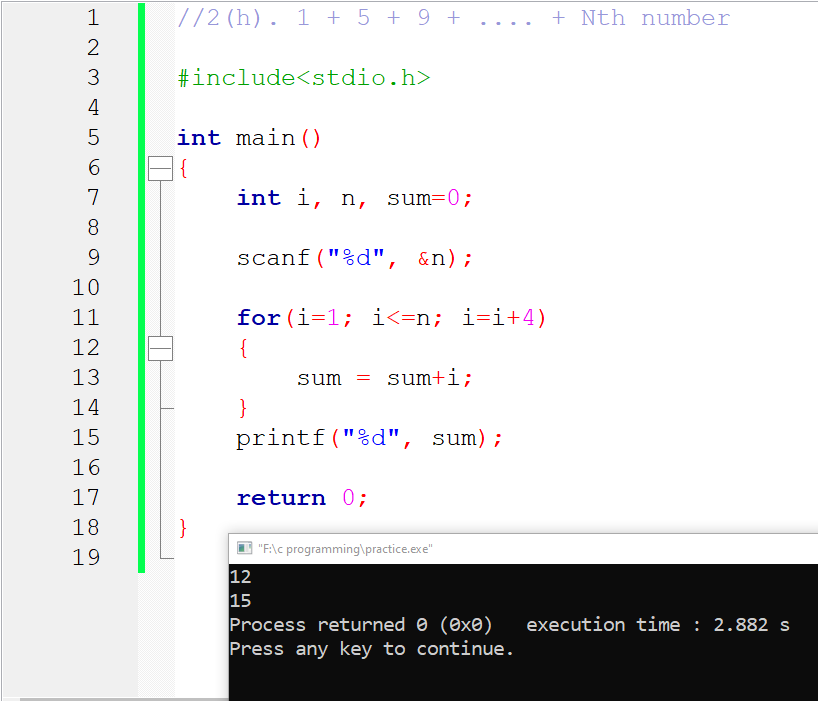 1 //2(h). 1 + 5 + 9 + .... + Nth number
2
3 #include<stdio.h>
4
5 int main()
6 {
7 int i, n, sum=0;
8
9 scanf("%d", &n);
10
11 for(i=1; i<=n; i=i+4)
12 {
13 sum = sum+i;
14 }
15 printf("%d", sum);
16
17 return 0;
18 }
19
"F:\c programming\practice.exe"
12
15
Process returned 0 (0x0)   execution time : 2.882 s
Press any key to continue.